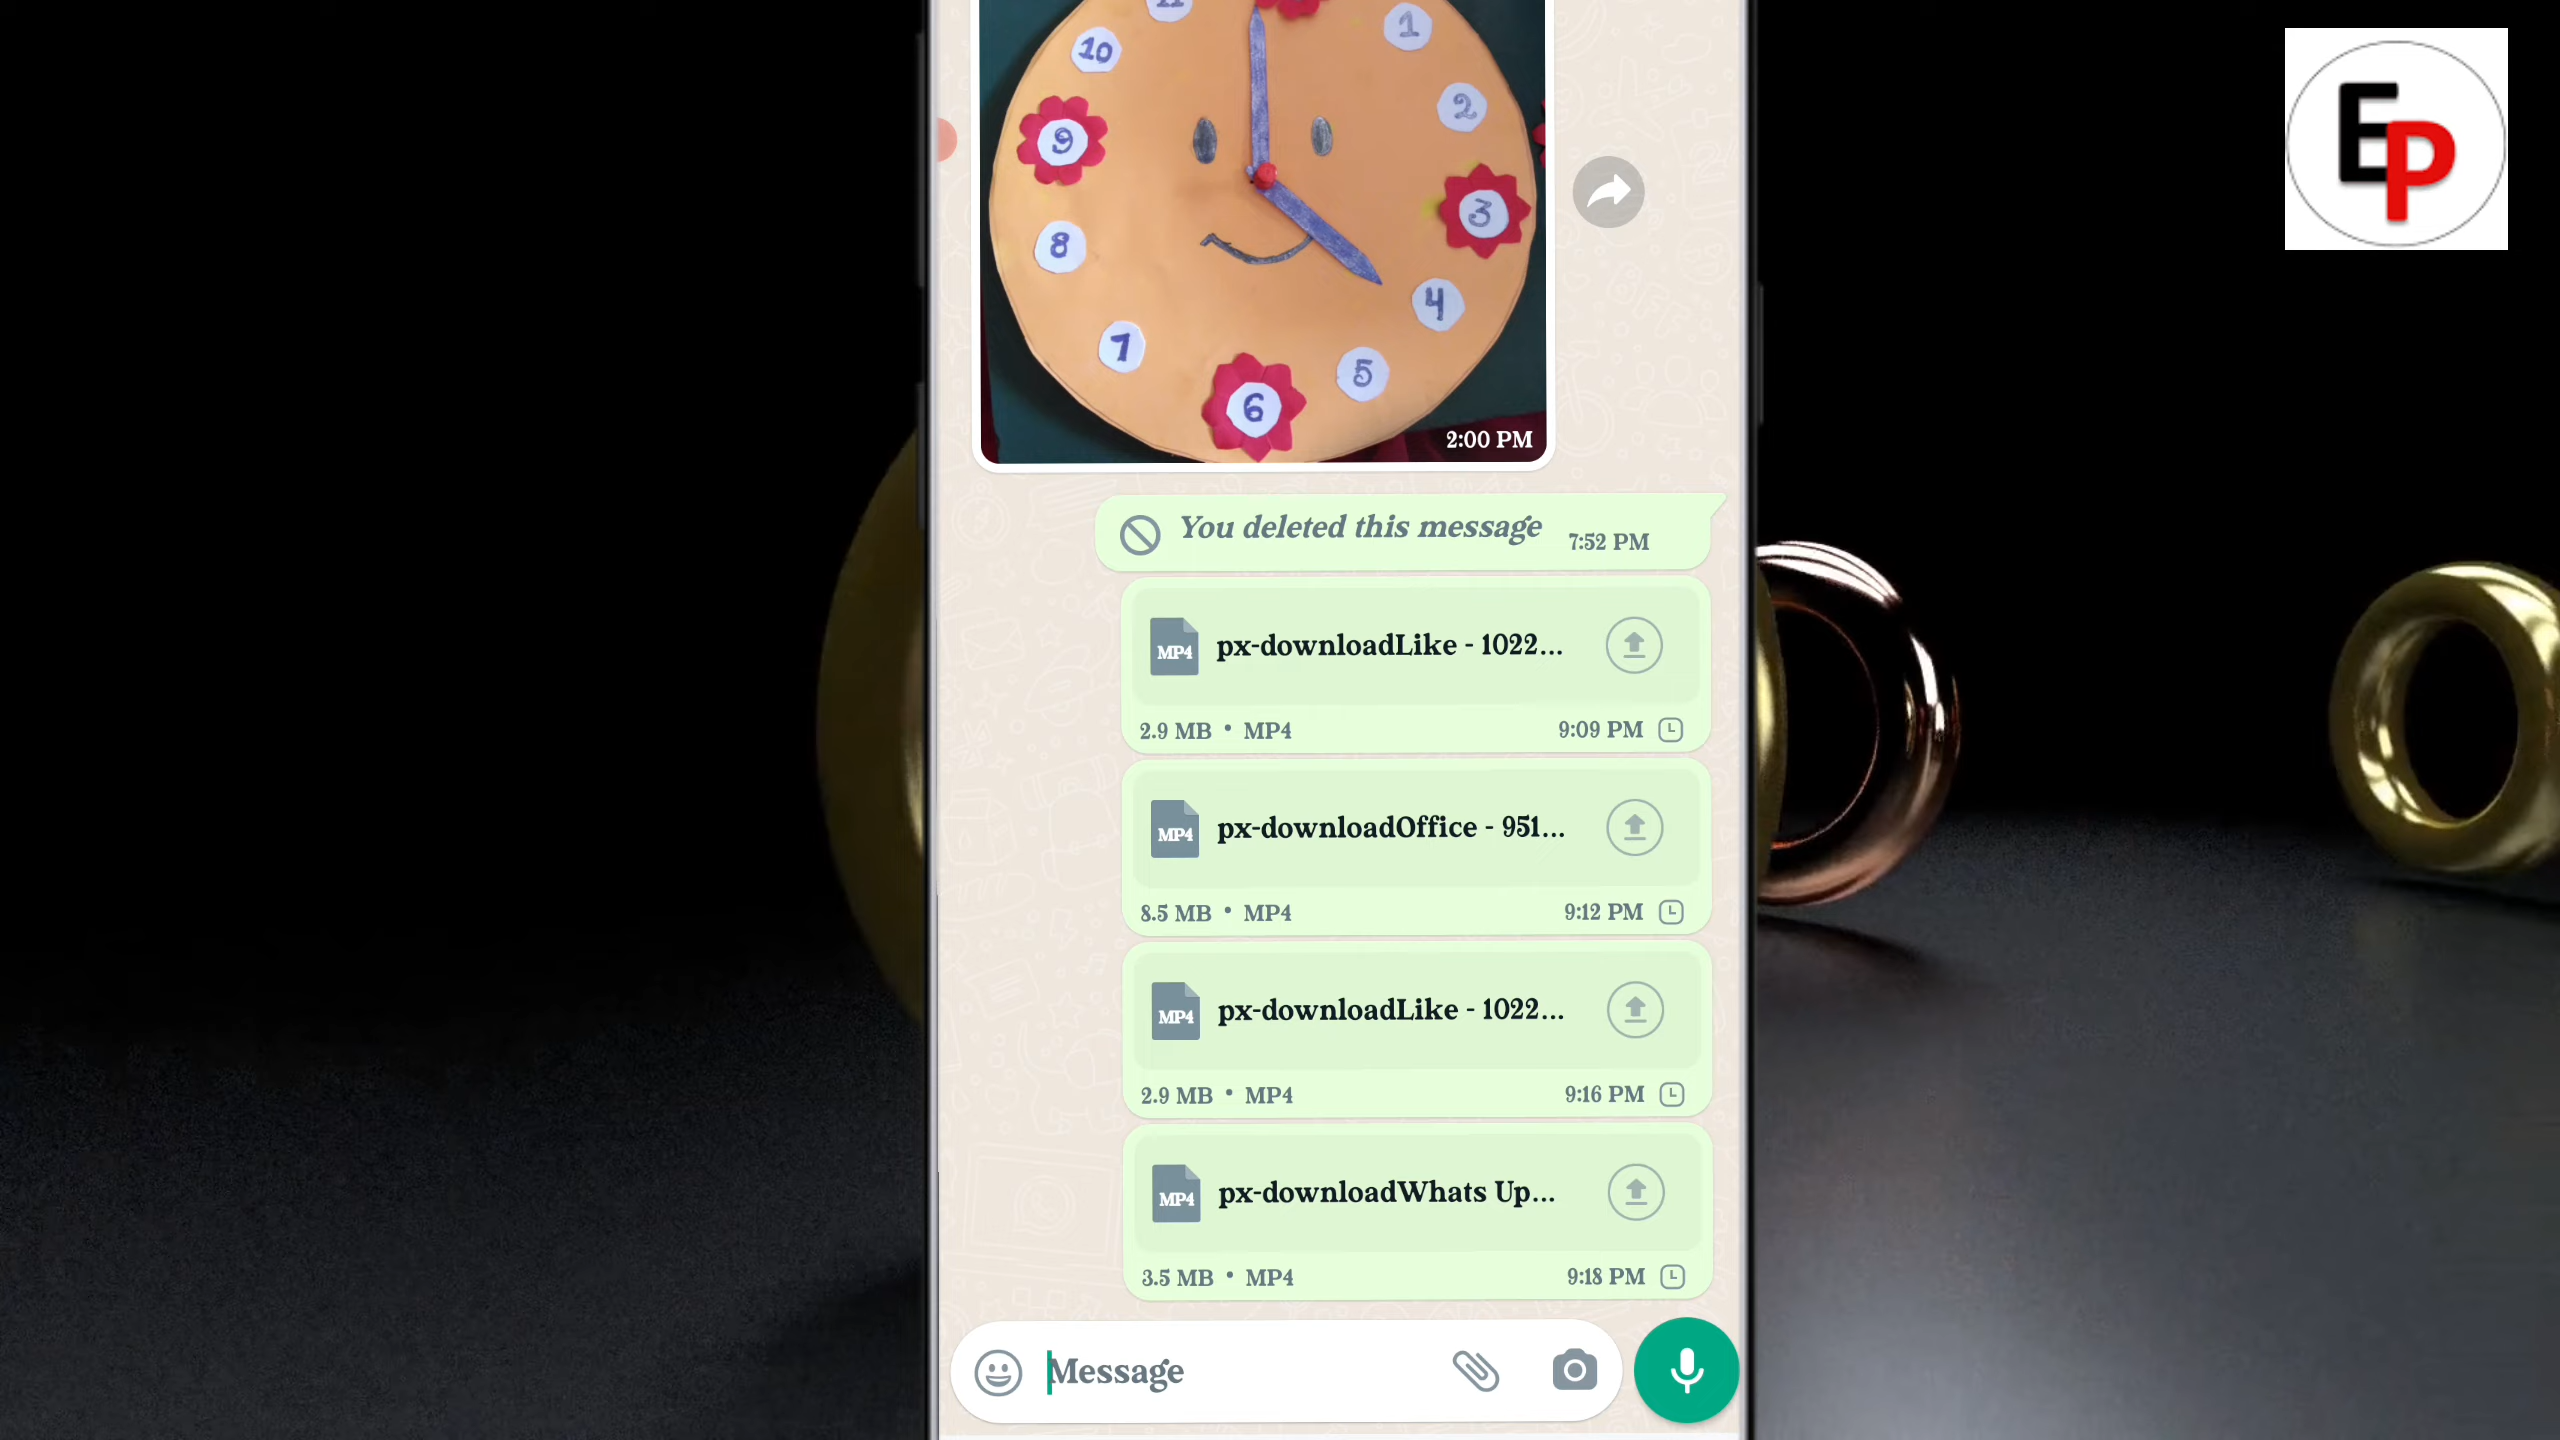 11
1
10
2
9
3
8
4
7
5
6
2:00 PM
EP
You deleted this message 7:52 PM
MP4 px-downloadLike - 1022...
2.9 MB • MP4 9:09 PM
MP4 px-downloadOffice - 951...
8.5 MB • MP4 9:12 PM
MP4 px-downloadLike - 1022...
2.9 MB • MP4 9:16 PM
MP4 px-downloadWhats Up...
3.5 MB • MP4 9:18 PM
Message